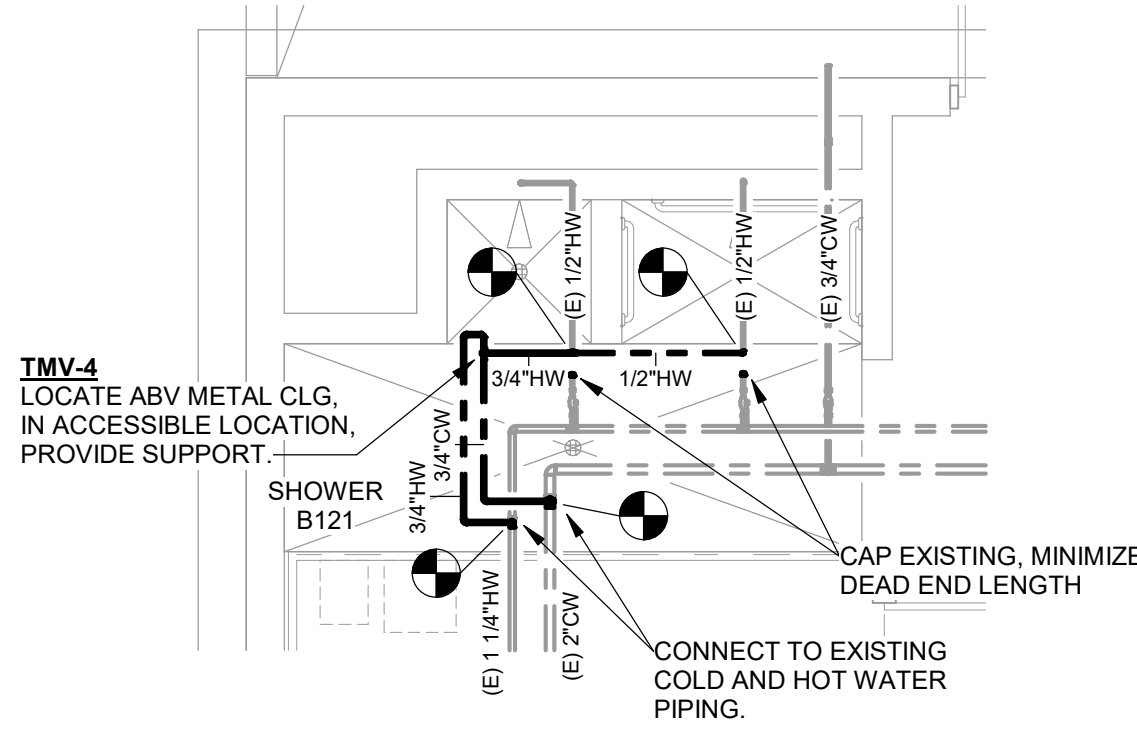 (E) 1/2"HW
(E) 1/2"HW
(E) 3/4"CW
TMV-4
LOCATE ABV METAL CLG,
IN ACCESSIBLE LOCATION,
PROVIDE SUPPORT.
3/4"HW
1/2"HW
3/4"CW
3/4"HW
SHOWER
B121
CAP EXISTING, MINIMIZE
DEAD END LENGTH
(E) 1 1/4"HW
(E) 2"CW
CONNECT TO EXISTING
COLD AND HOT WATER
PIPING.